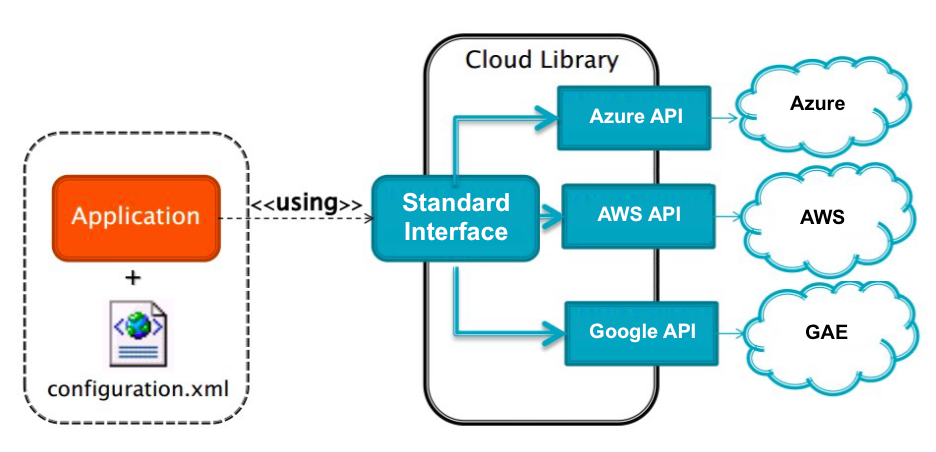 Cloud Library
Azure API
Azure
Application
<<using>>
Standard
Interface
AWS API
AWS
+
configuration.xml
Google API
GAE